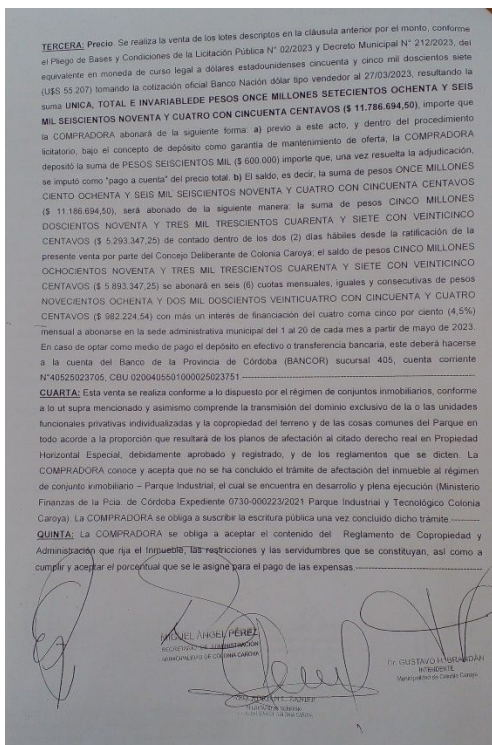 TERCERA: Precio. Se realiza la venta de los lotes descriptos en la cláusula anterior por el monto, conforme
el Pliego de Bases y Condiciones de la Licitación Pública N° 02/2023 y Decreto Municipal N° 212/2023, del
equivalente en moneda de curso legal a dólares estadounidenses cincuenta y cinco mil doscientos siete
(U$S 55.207) tomando la cotización oficial Banco Nación dólar tipo vendedor al 27/03/2023, resultando la
suma UNICA, TOTAL E INVARIABLEDE PESOS ONCE MILLONES SETECIENTOS OCHENTA Y SEIS
MIL SEISCIENTOS NOVENTA Y CUATRO CON CINCUENTA CENTAVOS ($ 11.786.694,50), importe que
la COMPRADORA abonará de la siguiente forma: a) previo a este acto, y dentro del procedimiento
licitatorio, bajo el concepto de depósito como garantía de mantenimiento de oferta, la COMPRADORA
depositó la suma de PESOS SEISCIENTOS MIL ($ 600.000) importe que, una vez resuelta la adjudicación,
se imputó como "pago a cuenta" del precio total. b) El saldo, es decir, la suma de pesos ONCE MILLONES
CIENTO OCHENTA Y SEIS MIL SEISCIENTOS NOVENTA Y CUATRO CON CINCUENTA CENTAVOS
($ 11.186.694,50), será abonado de la siguiente manera: la suma de pesos CINCO MILLONES
DOSCIENTOS NOVENTA Y TRES MIL TRESCIENTOS CUARENTA Y SIETE CON VEINTICINCO
CENTAVOS ($ 5.293.347,25) de contado dentro de los dos (2) días hábiles desde la ratificación de la
presente venta por parte del Concejo Deliberante de Colonia Caroya; el saldo de pesos CINCO MILLONES
OCHOCIENTOS NOVENTA Y TRES MIL TRESCIENTOS CUARENTA Y SIETE CON VEINTICINCO
CENTAVOS ($ 5.893.347.25) se abonará en seis (6) cuotas mensuales, iguales y consecutivas de pesos
NOVECIENTOS OCHENTA Y DOS MIL DOSCIENTOS VEINTICUATRO CON CINCUENTA Y CUATRO
CENTAVOS ($ 982.224,54) con más un interes de financiación del cuatro coma cinco por ciento (4,5%)
mensual a abonarse en la sede administrativa municipal del 1 al 20 de cada mes a partir de mayo de 2023.
En caso de optar como medio de pago el depósito en efectivo o transferencia bancaria, este deberá hacerse
a la cuenta del Banco de la Provincia de Córdoba (BANCOR) sucursal 405, cuenta corriente
N°40525023705, CBU 0200405501000025023751
CUARTA: Esta venta se realiza conforme a lo dispuesto por el régimen de conjuntos inmobiliarios, conforme
a lo ut supra mencionado y asimismo comprende la transmisión del dominio exclusivo de la o las unidades
funcionales privativas individualizadas y la copropiedad del terreno y de las cosas comunes del Parque en
todo acorde a la proporción que resultará de los planos de afectación al citado derecho real en Propiedad
Horizontal Especial, debidamente aprobado y registrado, y de los reglamentos que se dicten. La
COMPRADORA conoce y acepta que no se ha concluido el trámite de afectación del inmueble al régimen
de conjunto inmobiliario – Parque Industrial, el cual se encuentra en desarrollo y plena ejecución (Ministerio
Finanzas de la Pcia. de Córdoba Expediente 0730-000223/2021 Parque Industrial y Tecnológico Colonia
Caroya). La COMPRADORA se obliga a suscribir la escritura pública una vez concluido dicho trámite
QUINTA: La COMPRADORA se obliga a aceptar el contenido del Reglamento de Copropiedad y
Administración que rija el Inmueble, las restricciones y las servidumbres que se constituyan, así como a
cumplir y aceptar el porcentual que se le asigne para el pago de las expensas.
MIGUEL ÁNGEL PÉREZ
SECRETARIO DE ADMINISTRACIÓN
MUNICIPALIDAD DE COLONIA CAROYA
Dr. GUSTAVO H. BRANDÁN
INTENDENTE
Municipalidad de Colonia Caroya